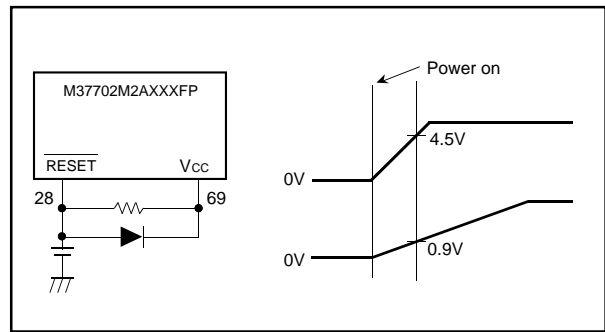 Power on
M37702M2AXXXFP
4.5V
RESET Vcc
0V
28 69
0.9V
0V